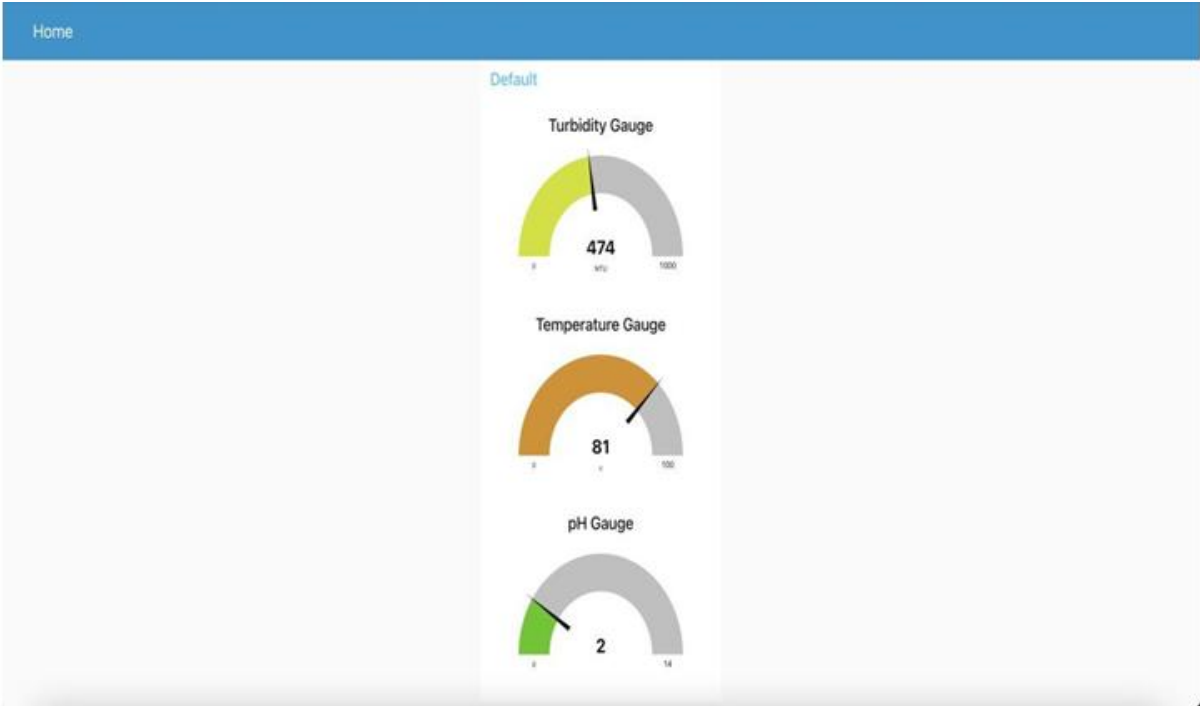 Home
Default
Turbidity Gauge
474
NTU
0 1000
Temperature Gauge
81
0 100
pH Gauge
2
0 14